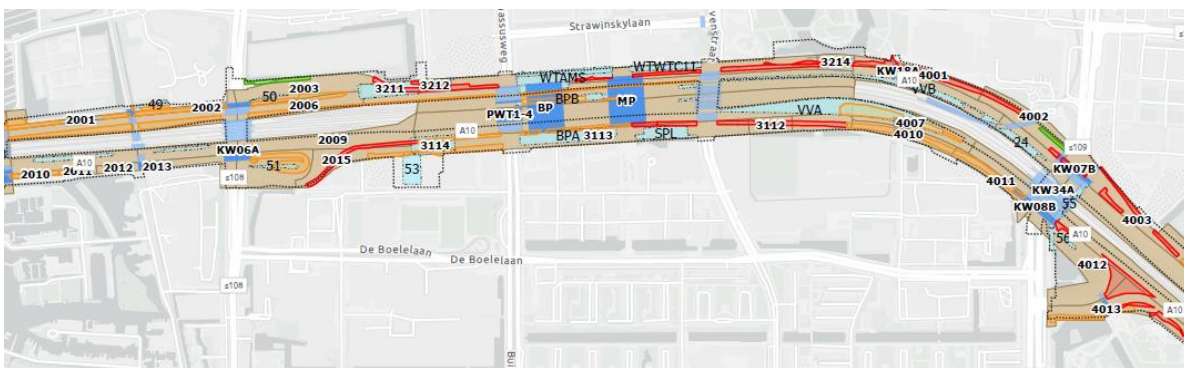 Strawinskylaan
WTAMS
WTWTC11
3214
KW18A
A10
4001
VVB
2003
3211
3212
49
2002
50
2006
BPB
BP
MP
PWT1-4
VVA
4002
2001
2009
A10
BPA
3113
SPL
3112
4007
4010
24
s109
KW06A
A10
2010
2011
2012
2013
51
2015
3114
53
s108
KW07B
4011
KW34A
KW08B
55
4003
A10
56
De Boelelaan
De Boelelaan
4012
s108
A10
4013